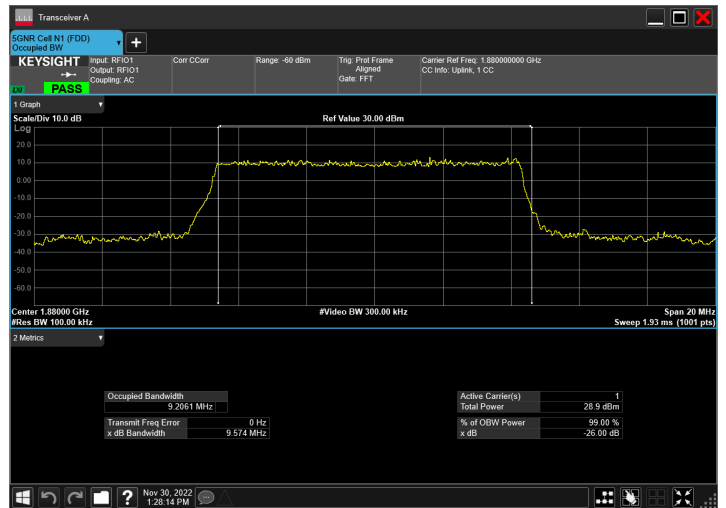 Transceiver A
5GNR Cell N1 (FDD)
Occupied BW
KEYSIGHT
LXI
PASS
Input: RFIO1
Output: RFIO1
Coupling: AC
Corr CCorr
Range: -60 dBm
Trig: Prot Frame
Aligned
Gate: FFT
Carrier Ref Freq: 1.880000000 GHz
CC Info: Uplink, 1 CC
1 Graph
Scale/Div 10.0 dB
Ref Value 30.00 dBm
Log
20.0
10.0
0.00
-10.0
-20.0
-30.0
-40.0
-50.0
-60.0
Center 1.88000 GHz
#Video BW 300.00 kHz
Span 20 MHz
#Res BW 100.00 kHz
Sweep 1.93 ms (1001 pts)
2 Metrics
Occupied Bandwidth
9.2061 MHz
Transmit Freq Error 0 Hz
x dB Bandwidth 9.574 MHz
Active Carrier(s) 1
Total Power 28.9 dBm
% of OBW Power 99.00 %
x dB -26.00 dB
Nov 30, 2022
1:28:14 PM